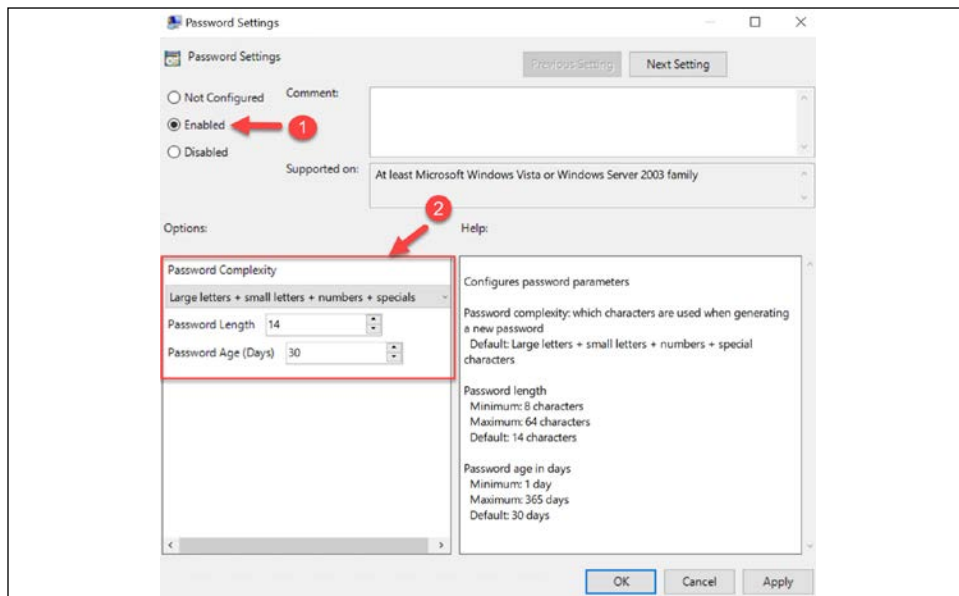 Password Settings
Password Settings
Previous Setting
Next Setting
Not Configured
Comment:
Enabled
1
Disabled
Supported on:
At least Microsoft Windows Vista or Windows Server 2003 family
2
Options:
Help:
Password Complexity
Large letters + small letters + numbers + specials
Password Length 14
Password Age (Days) 30
Configures password parameters
Password complexity: which characters are used when generating
a new password
Default: Large letters + small letters + numbers + special
characters
Password length
Minimum: 8 characters
Maximum: 64 characters
Default: 14 characters
Password age in days
Minimum: 1 day
Maximum: 365 days
Default: 30 days
OK
Cancel
Apply